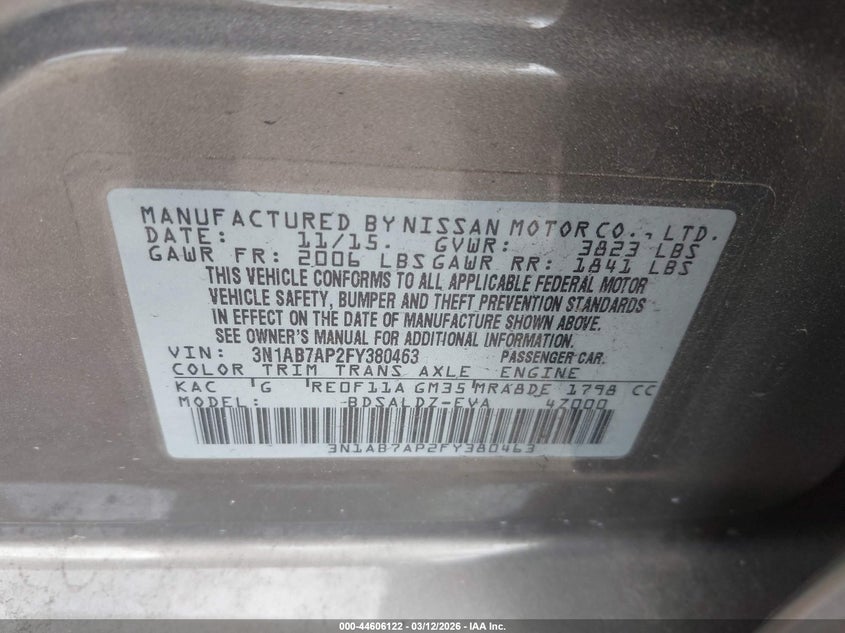 MANUFACTURED BY NISSAN MOTOR CO., LTD.
DATE: 11/15. GVWR: 3823 LBS
GAWR FR: 2006 LBS GAWR RR: 1841 LBS
THIS VEHICLE CONFORMS TO ALL APPLICABLE FEDERAL MOTOR
VEHICLE SAFETY, BUMPER AND THEFT PREVENTION STANDARDS
IN EFFECT ON THE DATE OF MANUFACTURE SHOWN ABOVE.
SEE OWNER'S MANUAL FOR ADDITIONAL INFORMATION.
VIN: 3N1AB7AP2FY380463 PASSENGER CAR.
COLOR TRIM TRANS AXLE ENGINE
KAC G RE0F11A GM35 MRA8DE 1798 CC
MODEL: BDSALDZ-EVA 47000
3N1AB7AP2FY380463
000-44606122 - 03/12/2026 - IAA Inc.